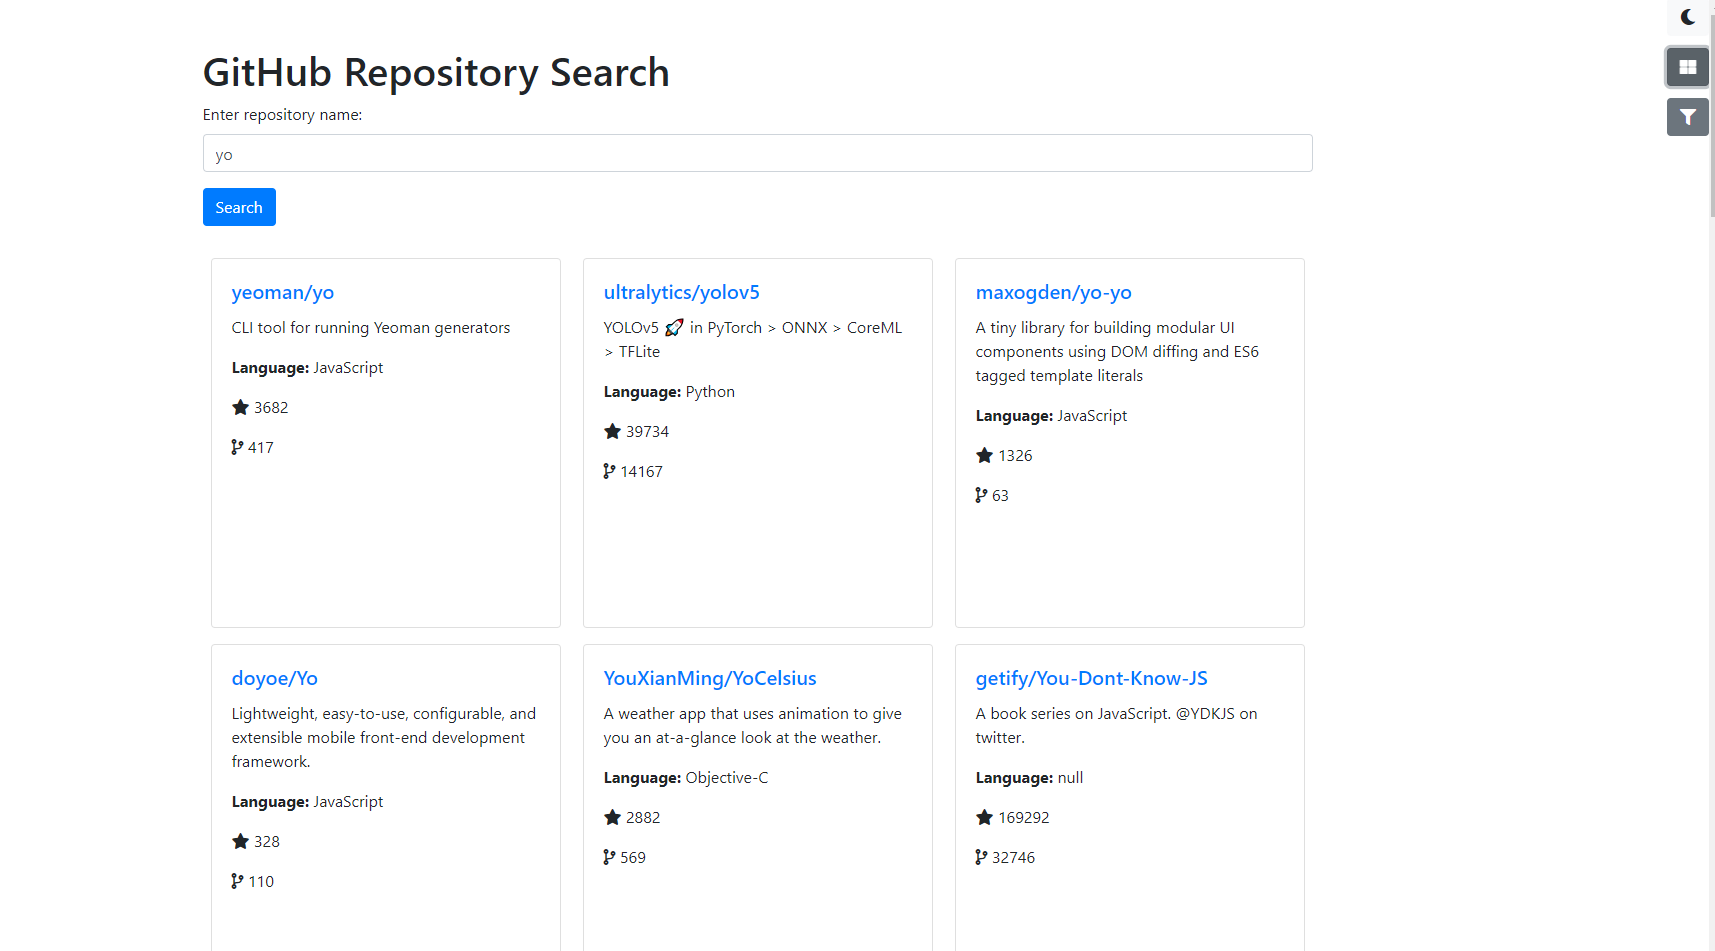 GitHub Repository Search
Enter repository name:
yo
Search
yeoman/yo
CLI tool for running Yeoman generators
Language: JavaScript
3682
417
ultralytics/yolov5
YOLOv5 🚀 in PyTorch > ONNX > CoreML
> TFLite
Language: Python
39734
14167
maxogden/yo-yo
A tiny library for building modular UI
components using DOM diffing and ES6
tagged template literals
Language: JavaScript
1326
63
doyoe/Yo
Lightweight, easy-to-use, configurable, and
extensible mobile front-end development
framework.
Language: JavaScript
328
110
YouXianMing/YoCelsius
A weather app that uses animation to give
you an at-a-glance look at the weather.
Language: Objective-C
2882
569
getify/You-Dont-Know-JS
A book series on JavaScript. @YDKJS on
twitter.
Language: null
169292
32746